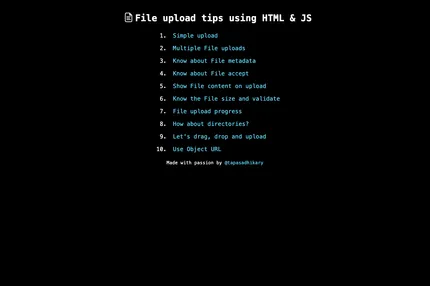 File upload tips using HTML & JS
1. Simple upload
2. Multiple File uploads
3. Know about File metadata
4. Know about File accept
5. Show File content on upload
6. Know the File size and validate
7. File upload progress
8. How about directories?
9. Let's drag, drop and upload
10. Use Object URL
Made with passion by @tapasadhikary